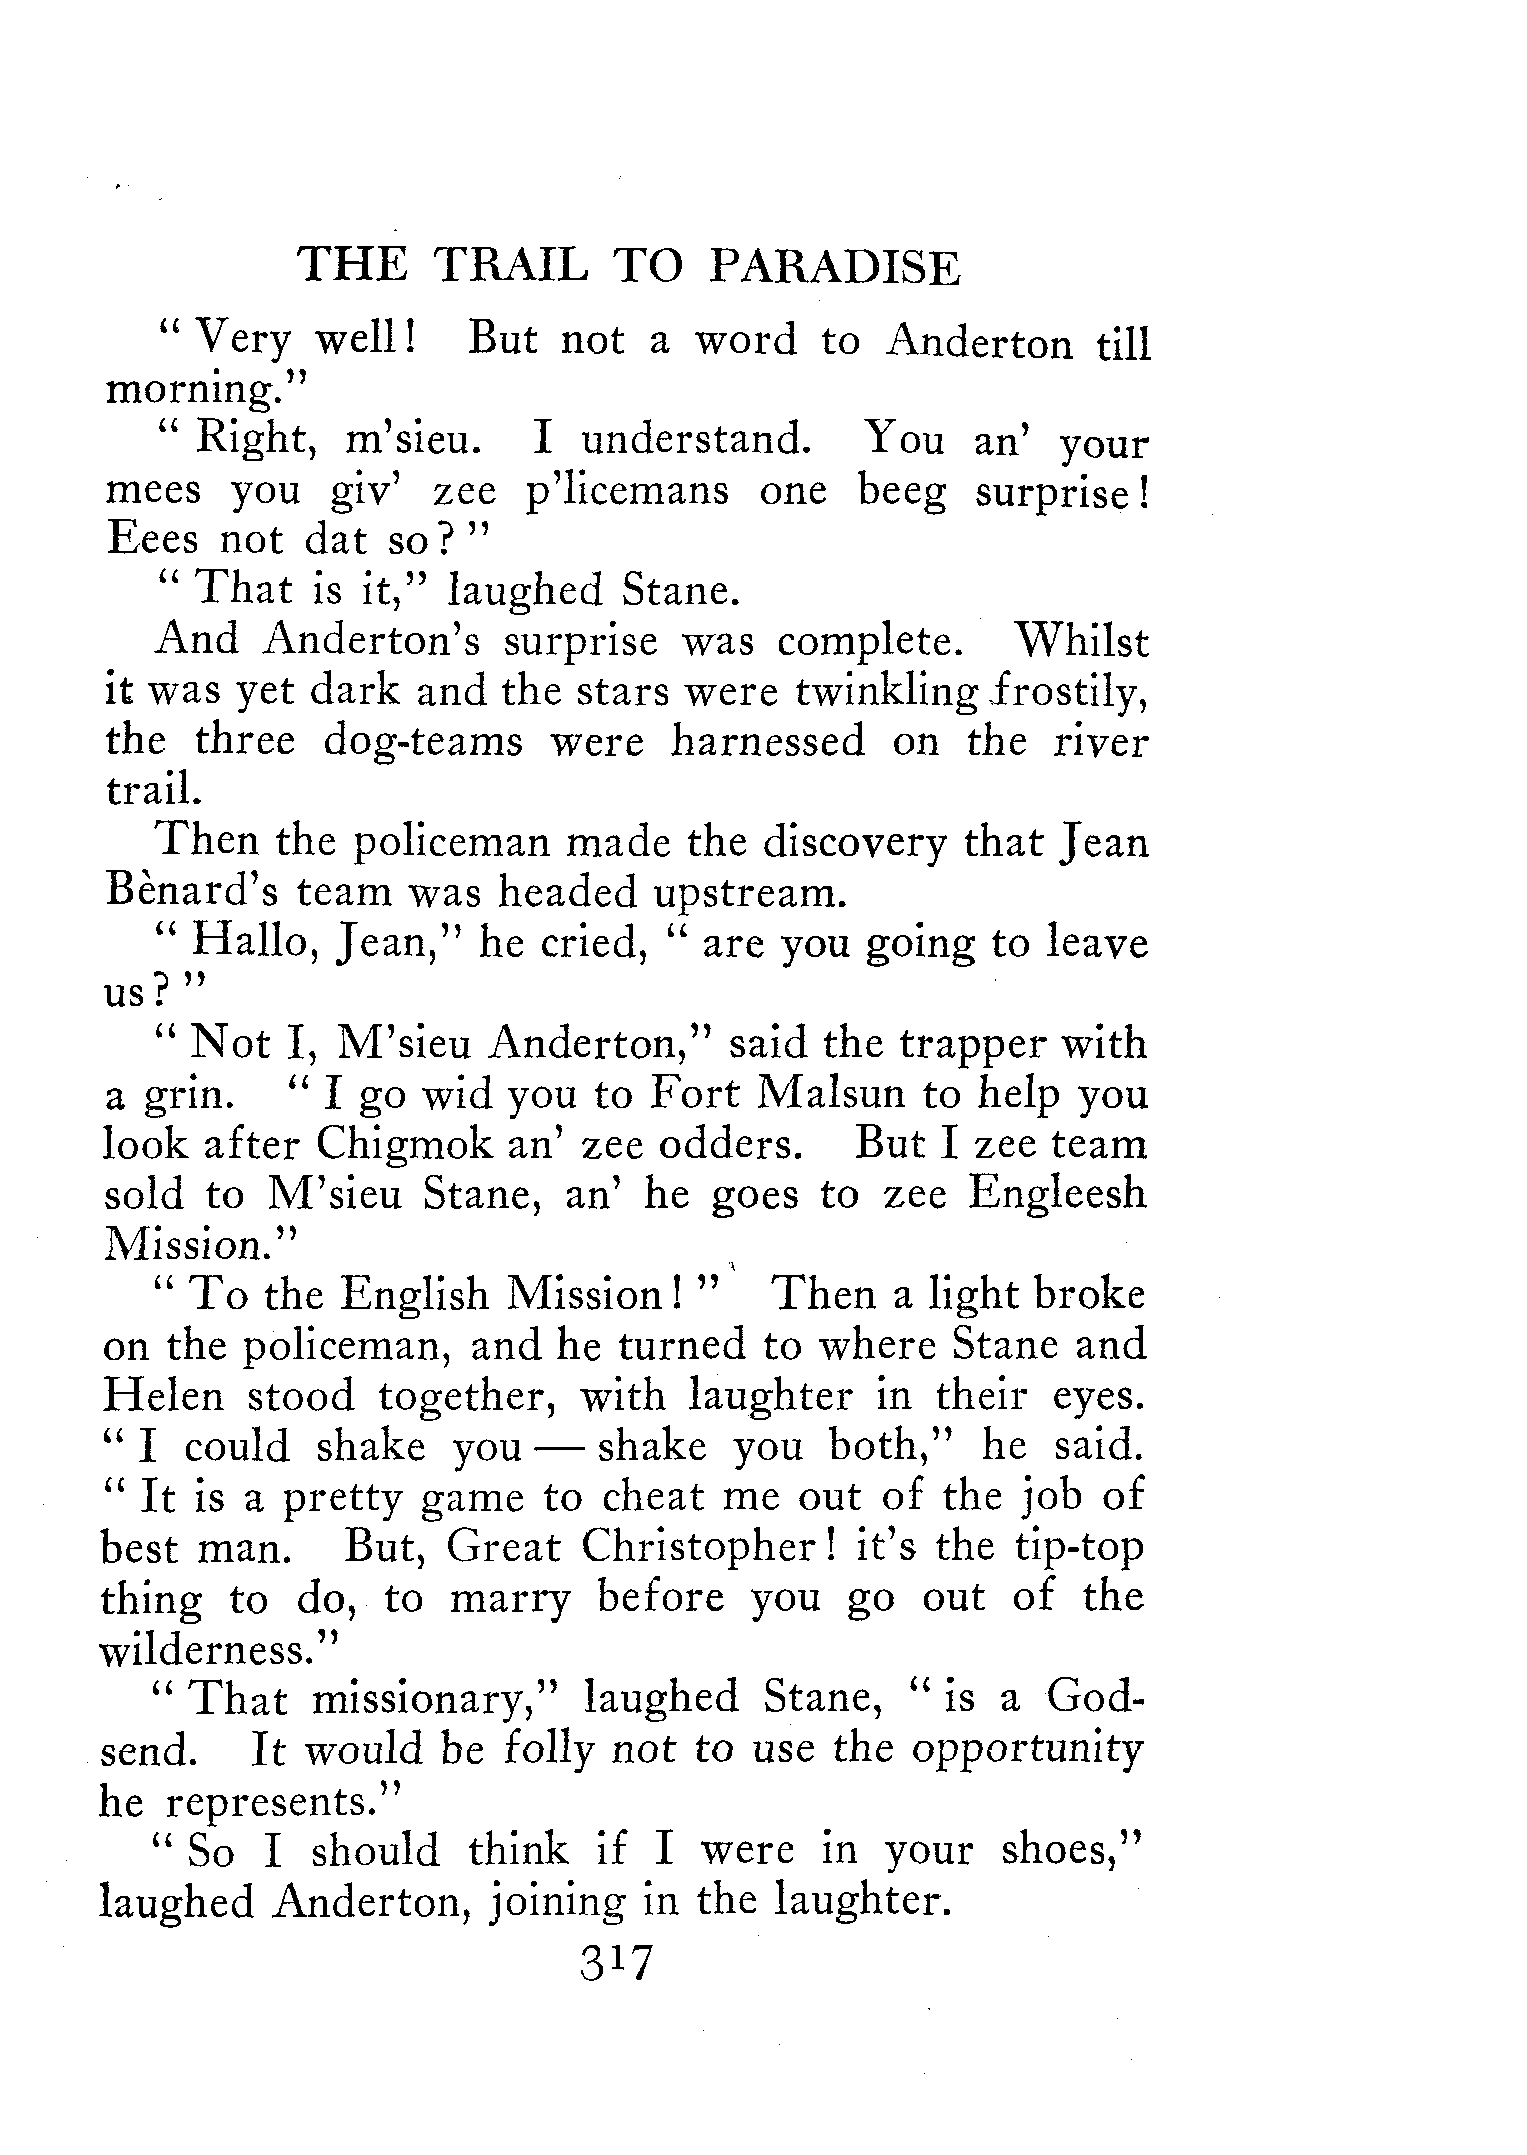 THE TRAIL TO PARADISE
“ Very well! But not a word to Anderton till
morning.”
“ Right, m'sieu. I understand. You an' your
mees you giv' zee p'licemans one beeg surprise!
Eees not dat so? ”
“ That is it,” laughed Stane.
And Anderton's surprise was complete. Whilst
it was yet dark and the stars were twinkling frostily,
the three dog-teams were harnessed on the river
trail.
Then the policeman made the discovery that Jean
Bènard's team was headed upstream.
“ Hallo, Jean,” he cried, “ are you going to leave
us? ”
“ Not I, M'sieu Anderton,” said the trapper with
a grin. “ I go wid you to Fort Malsun to help you
look after Chigmok an' zee odders. But I zee team
sold to M'sieu Stane, an' he goes to zee Engleesh
Mission.”
“ To the English Mission! ” Then a light broke
on the policeman, and he turned to where Stane and
Helen stood together, with laughter in their eyes.
“ I could shake you — shake you both,” he said.
“ It is a pretty game to cheat me out of the job of
best man. But, Great Christopher! it's the tip-top
thing to do, to marry before you go out of the
wilderness.”
“ That missionary,” laughed Stane, “ is a God-
send. It would be folly not to use the opportunity
he represents.”
“ So I should think if I were in your shoes,”
laughed Anderton, joining in the laughter.
317